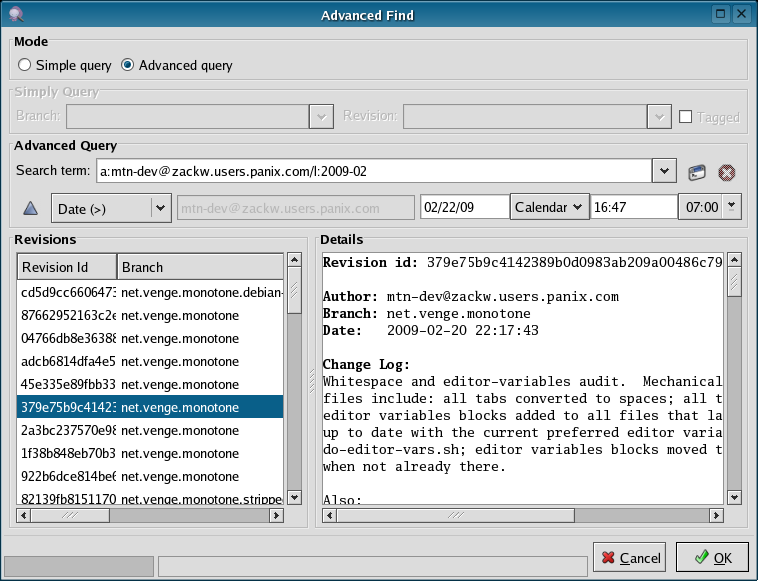 Advanced Find
Mode
Simple query Advanced query
Simply Query
Branch: Revision: Tagged
Advanced Query
Search term: a:mtn-dev@zackw.users.panix.com/l:2009-02
Date (>) mtn-dev@zackw.users.panix.com 02/22/09 Calendar 16:47 07:00
Revisions
Revision Id Branch
cd5d9cc6606473 net.venge.monotone.debian-
87662952163c2e net.venge.monotone
04766db8e36388 net.venge.monotone
adcb6814dfa4e5 net.venge.monotone
45e335e89fbb33 net.venge.monotone
379e75b9c41423 net.venge.monotone
2a3bc237570e98 net.venge.monotone
1f38b848eb70b3 net.venge.monotone
922b6dce814be6 net.venge.monotone
82139fb8151170 net.venge.monotone.strippe
Details
Revision id: 379e75b9c4142389b0d0983ab209a00486c79
Author: mtn-dev@zackw.users.panix.com
Branch: net.venge.monotone
Date: 2009-02-20 22:17:43
Change Log:
Whitespace and editor-variables audit. Mechanical
files include: all tabs converted to spaces; all t
editor variables blocks added to all files that la
up to date with the current preferred editor varia
do-editor-vars.sh; editor variables blocks moved t
when not already there.
Also:
Cancel OK